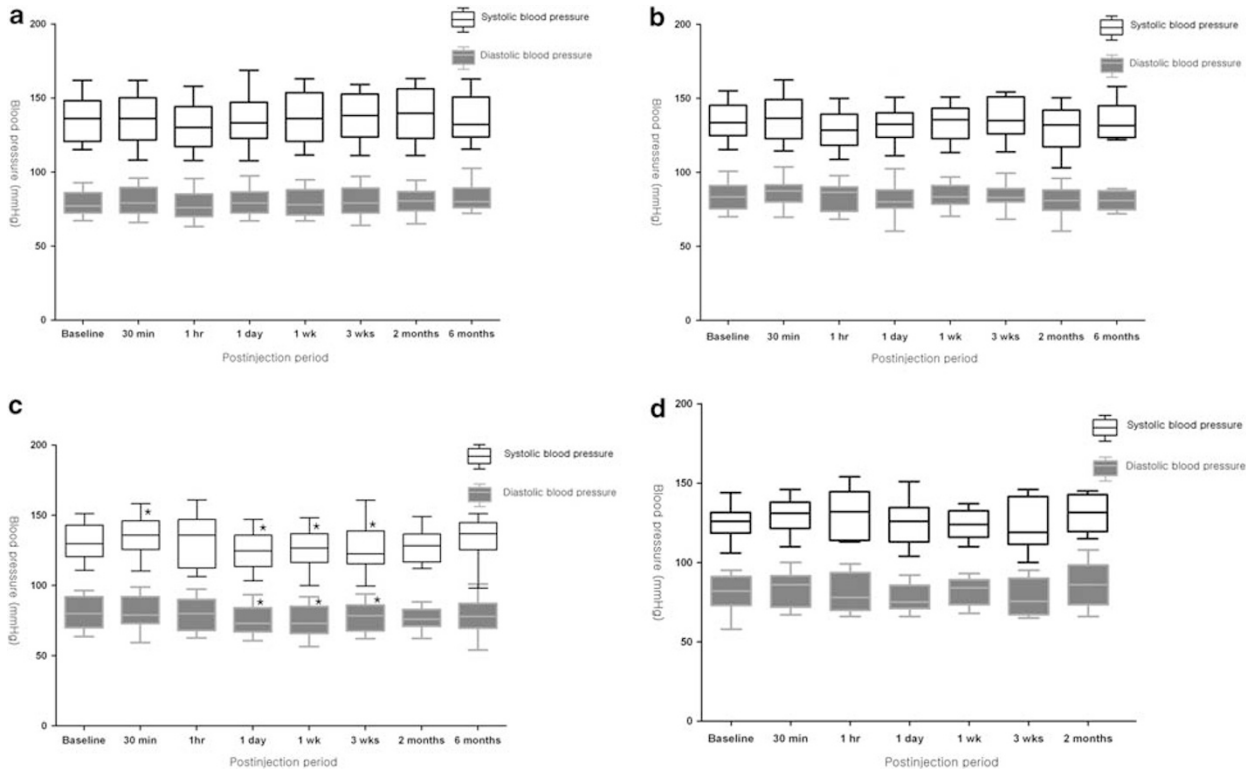 a
Systolic blood pressure
Diastolic blood pressure
Blood pressure (mmHg)
200
150
100
50
0
Baseline 30 min 1 hr 1 day 1 wk 3 wks 2 months 6 months
Postinjection period
b
Systolic blood pressure
Diastolic blood pressure
Blood pressure (mmHg)
200
150
100
50
0
Baseline 30 min 1 hr 1 day 1 wk 3 wks 2 months 6 months
Postinjection period
c
Systolic blood pressure
Diastolic blood pressure
Blood pressure (mmHg)
200
150
100
50
0
* * * *
* * *
Baseline 30 min 1hr 1 day 1 wk 3 wks 2 months 6 months
Postinjection period
d
Systolic blood pressure
Diastolic blood pressure
Blood pressure (mmHg)
200
150
100
50
0
Baseline 30 min 1 hr 1 day 1 wk 3 wks 2 months
Postinjection period